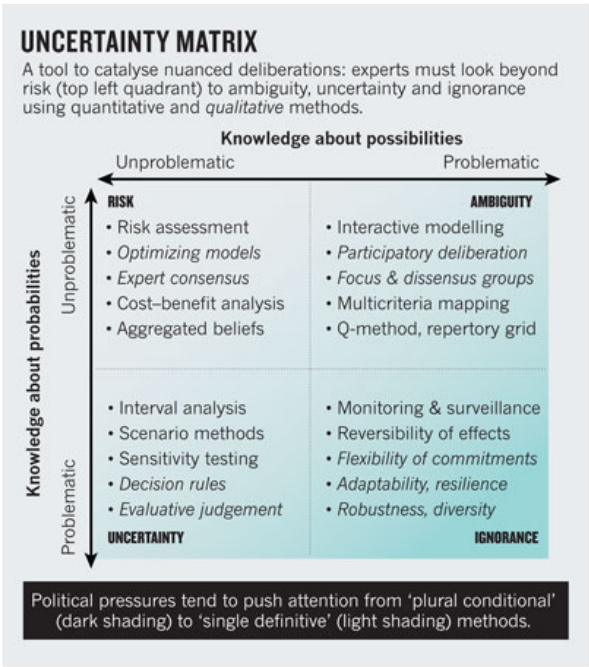 UNCERTAINTY MATRIX
A tool to catalyse nuanced deliberations: experts must look beyond
risk (top left quadrant) to ambiguity, uncertainty and ignorance
using quantitative and qualitative methods.
Knowledge about possibilities
Unproblematic
Problematic
Knowledge about probabilities
Unproblematic
Problematic
RISK
• Risk assessment
• Optimizing models
• Expert consensus
• Cost–benefit analysis
• Aggregated beliefs
AMBIGUITY
• Interactive modelling
• Participatory deliberation
• Focus & dissensus groups
• Multicriteria mapping
• Q-method, repertory grid
• Interval analysis
• Scenario methods
• Sensitivity testing
• Decision rules
• Evaluative judgement
UNCERTAINTY
• Monitoring & surveillance
• Reversibility of effects
• Flexibility of commitments
• Adaptability, resilience
• Robustness, diversity
IGNORANCE
Political pressures tend to push attention from ‘plural conditional’
(dark shading) to ‘single definitive’ (light shading) methods.